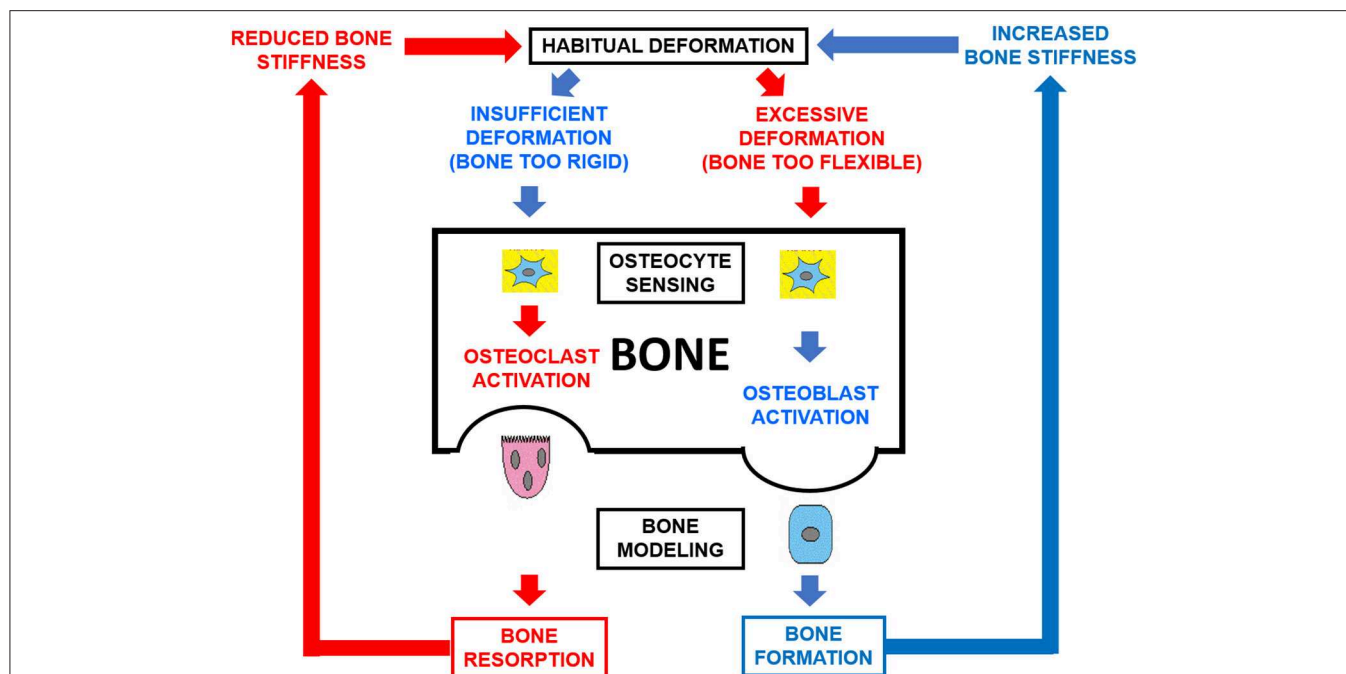 REDUCED BONE
STIFFNESS
HABITUAL DEFORMATION
INCREASED
BONE STIFFNESS
INSUFFICIENT
DEFORMATION
(BONE TOO RIGID)
EXCESSIVE
DEFORMATION
(BONE TOO FLEXIBLE)
OSTEOCYTE
SENSING
BONE
OSTEOCLAST
ACTIVATION
OSTEOBLAST
ACTIVATION
BONE
MODELING
BONE
RESORPTION
BONE
FORMATION